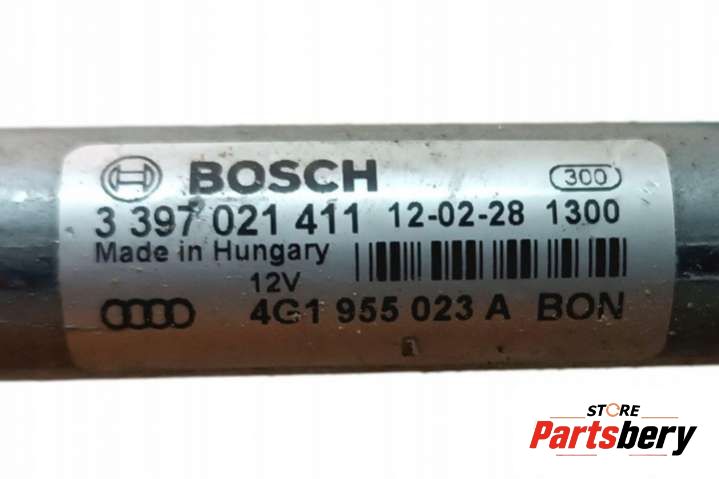 BOSCH 300
3 397 021 411 12-02-28 1300
Made in Hungary
12V
4G1 955 023 A BON
STORE
Partsbery